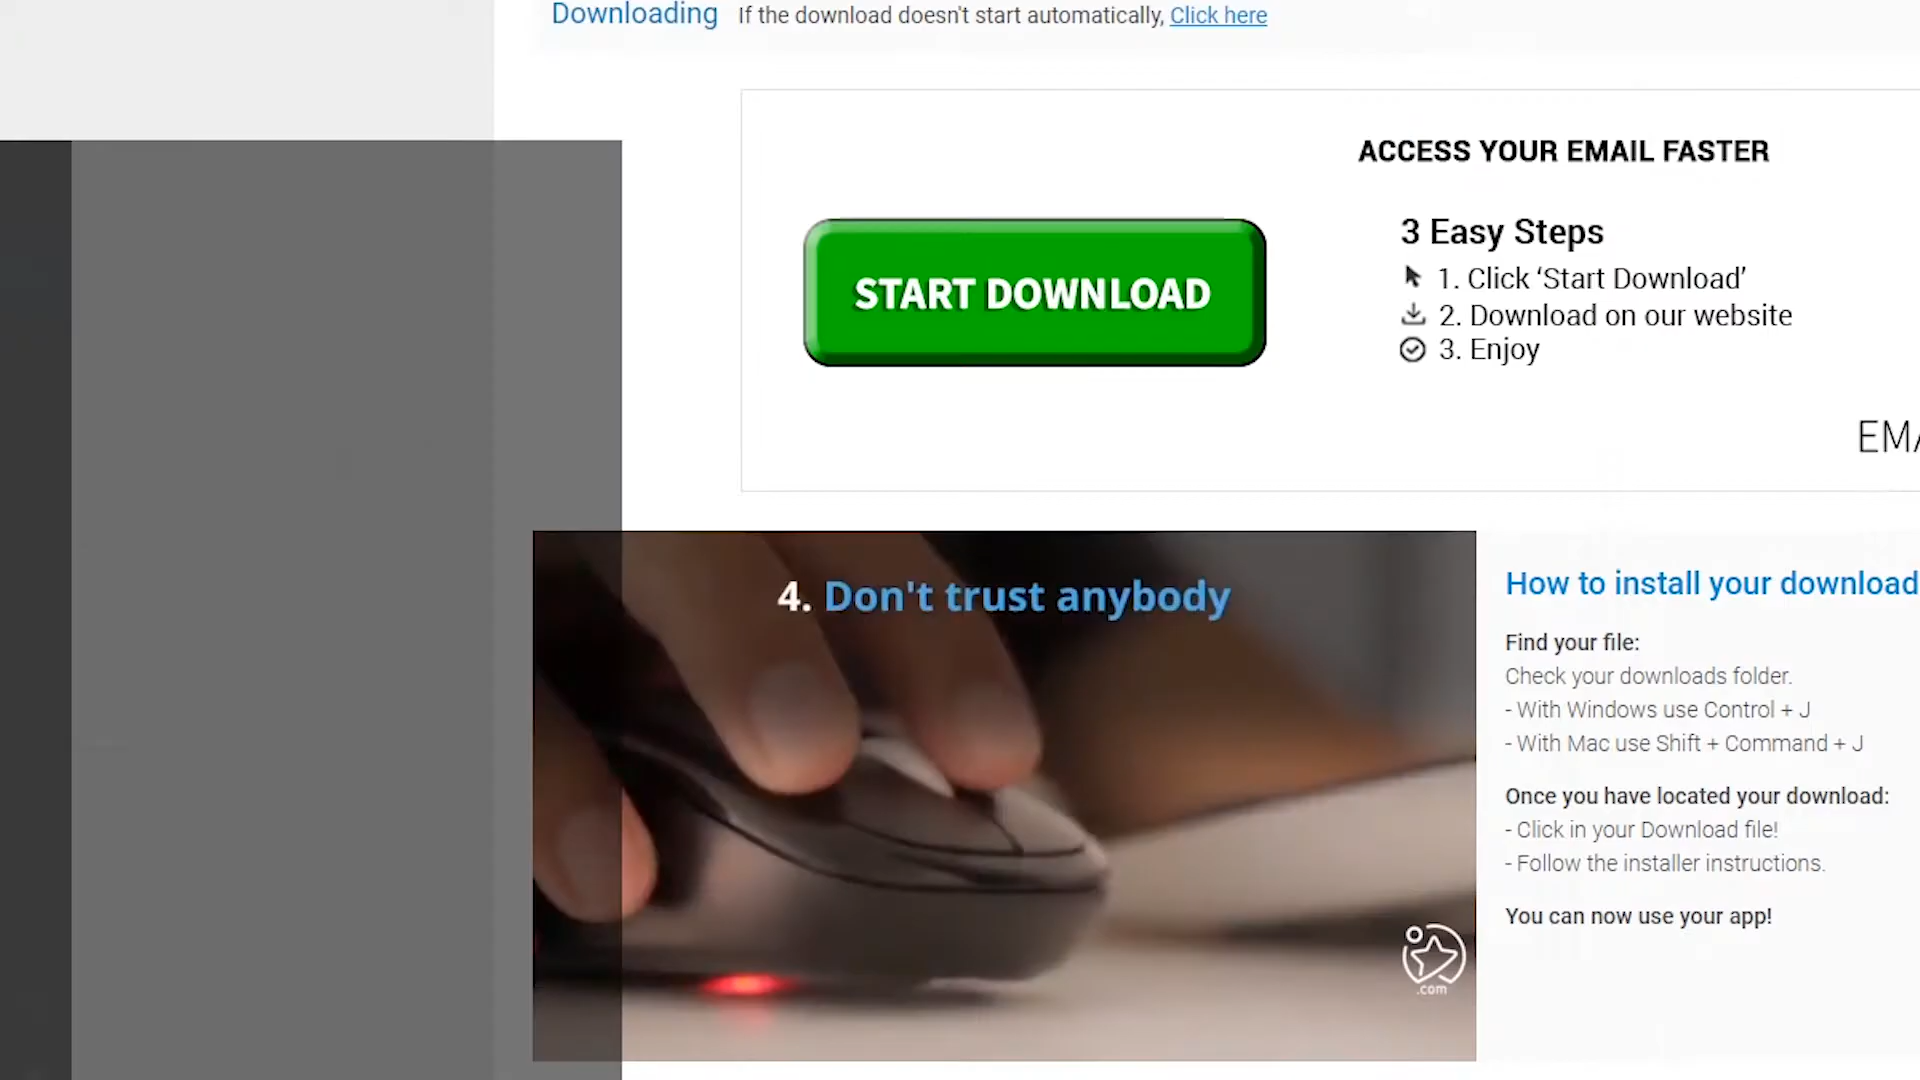 Downloading If the download doesn't start automatically, Click here
ACCESS YOUR EMAIL FASTER
START DOWNLOAD
3 Easy Steps
1. Click ‘Start Download’
2. Download on our website
3. Enjoy
EMA
4. Don't trust anybody
.com
How to install your download
Find your file:
Check your downloads folder.
- With Windows use Control + J
- With Mac use Shift + Command + J
Once you have located your download:
- Click in your Download file!
- Follow the installer instructions.
You can now use your app!